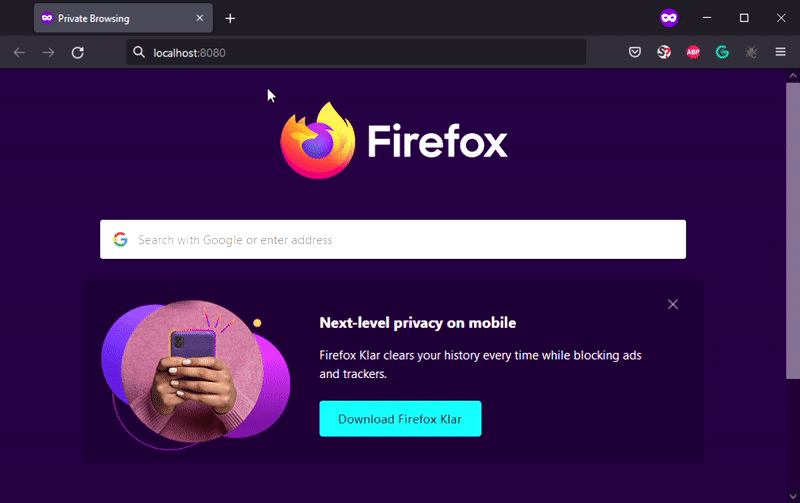 Private Browsing
localhost:8080
ABP
Firefox
Search with Google or enter address
Next-level privacy on mobile
Firefox Klar clears your history every time while blocking ads
and trackers.
Download Firefox Klar